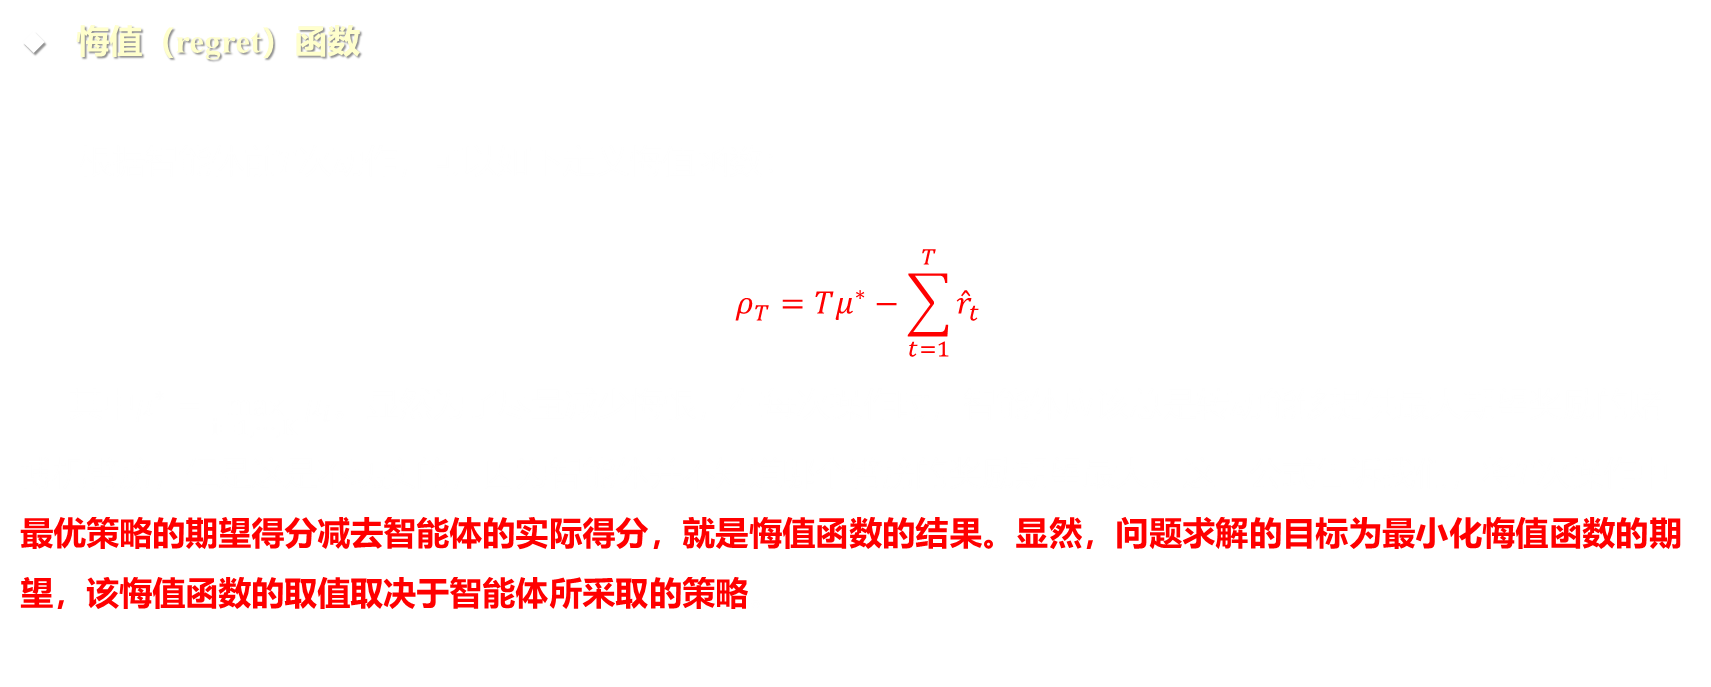 ❖ 悔值（regret）函数
T
ρ_T = Tμ* − ∑ r̂_t
t=1
最优策略的期望得分减去智能体的实际得分，就是悔值函数的结果。显然，问题求解的目标为最小化悔值函数的期
望，该悔值函数的取值取决于智能体所采取的策略